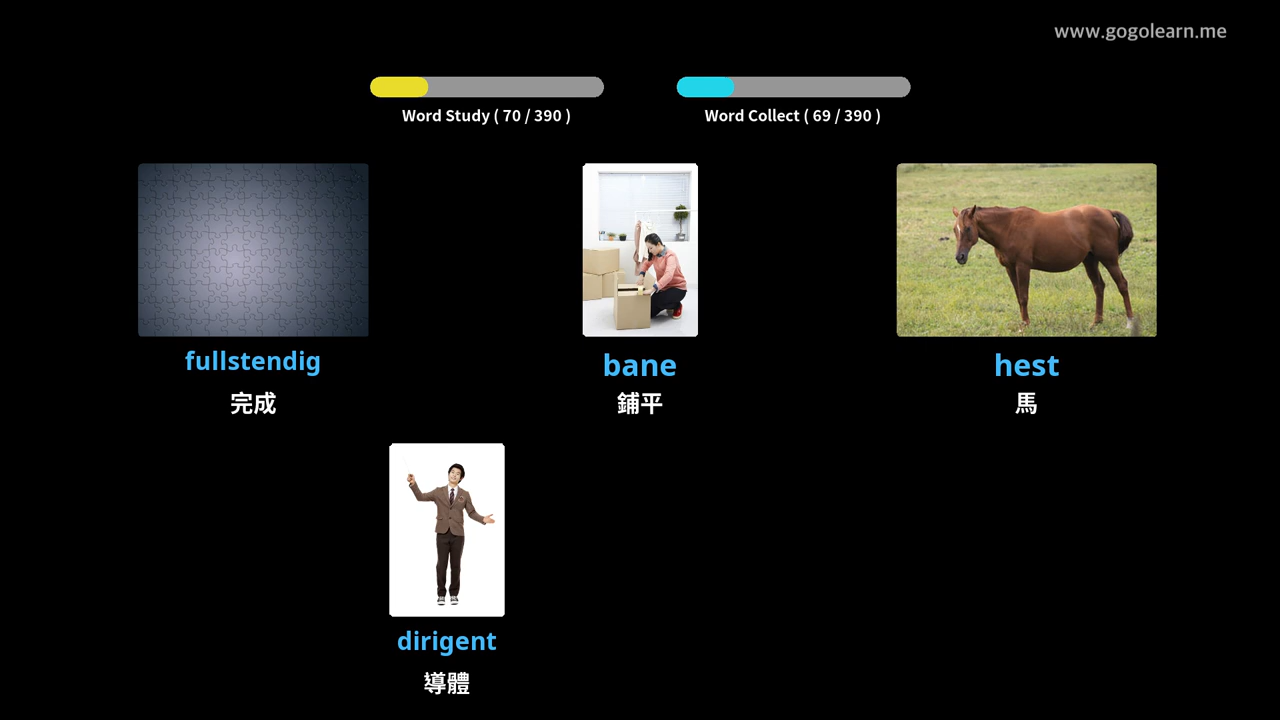 www.gogolearn.me
Word Study ( 70 / 390 )
Word Collect ( 69 / 390 )
fullstendig
完成
bane
鋪平
hest
馬
dirigent
導體